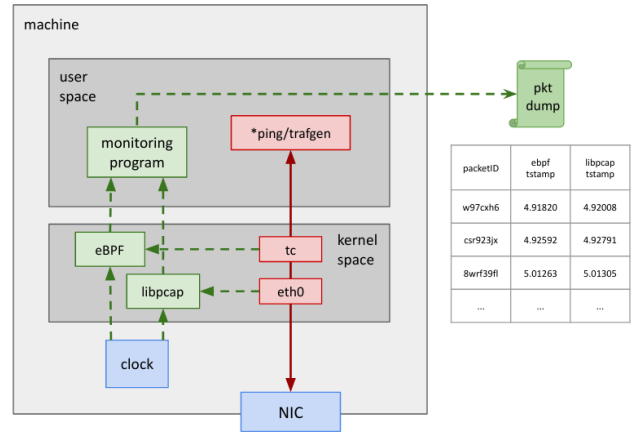 machine
user
space
monitoring
program
*ping/trafgen
pkt
dump
eBPF
tc
kernel
space
libpcap
eth0
clock
NIC
packetID
ebpf
tstamp
libpcap
tstamp
w97cxh6 4.91820 4.92008
csr923jx 4.92592 4.92791
8wrf39fl 5.01263 5.01305
... ... ...